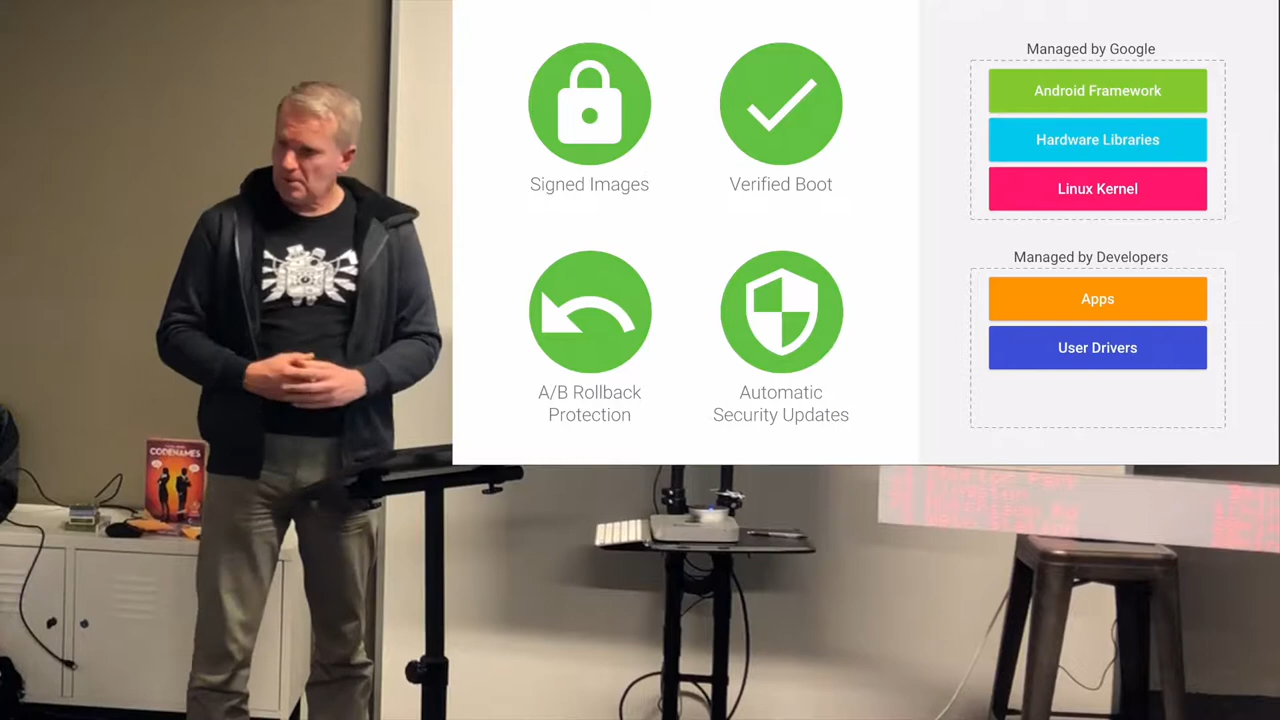 Signed Images
Verified Boot
A/B Rollback
Protection
Automatic
Security Updates
Managed by Google
Android Framework
Hardware Libraries
Linux Kernel
Managed by Developers
Apps
User Drivers
CODENAMES